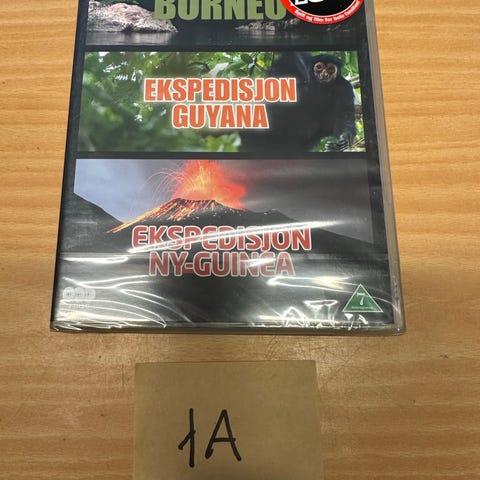 BORNEO
EKSPEDISJON
GUYANA
EKSPEDISJON
NY-GUINEA
7
1A